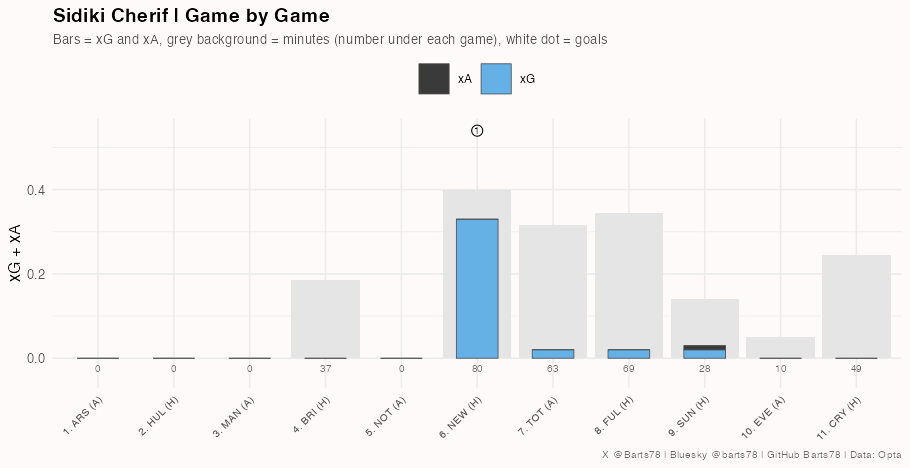 Sidiki Cherif | Game by Game
Bars = xG and xA, grey background = minutes (number under each game), white dot = goals
xA xG
1
xG + xA
0.4
0.2
0.0
0 0 0 37 0 80 63 69 28 10 49
1. ARS (A) 2. HUL (H) 3. MAN (A) 4. BRI (H) 5. NOT (A) 6. NEW (H) 7. TOT (A) 8. FUL (H) 9. SUN (H) 10. EVE (A) 11. CRY (H)
X @Barts78 | Bluesky @barts78 | GitHub Barts78 | Data: Opta